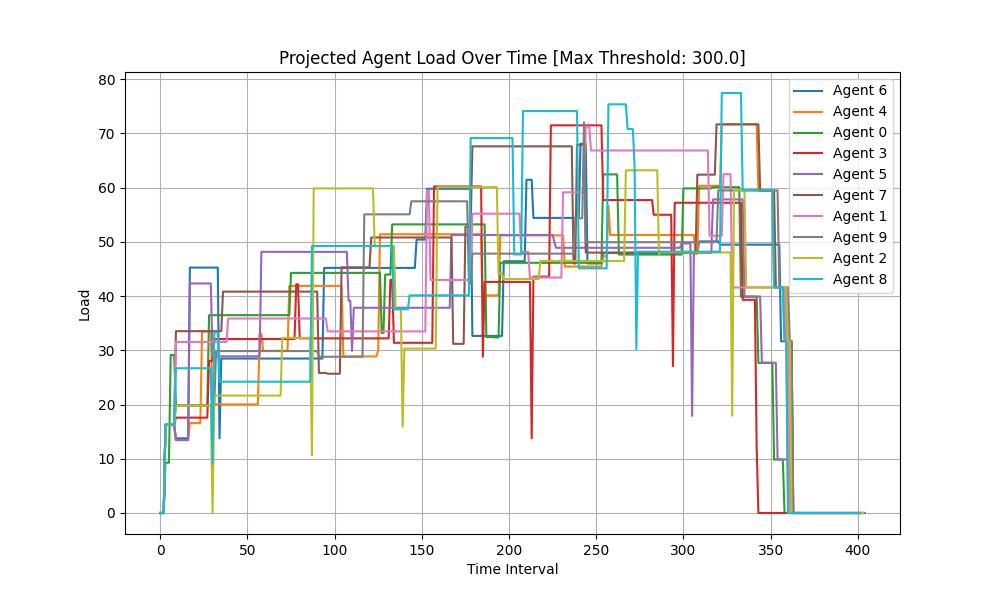 Projected Agent Load Over Time [Max Threshold: 300.0]
80
70
60
50
40
30
20
10
0
Load
0
50
100
150
200
250
300
350
400
Time Interval
Agent 6
Agent 4
Agent 0
Agent 3
Agent 5
Agent 7
Agent 1
Agent 9
Agent 2
Agent 8